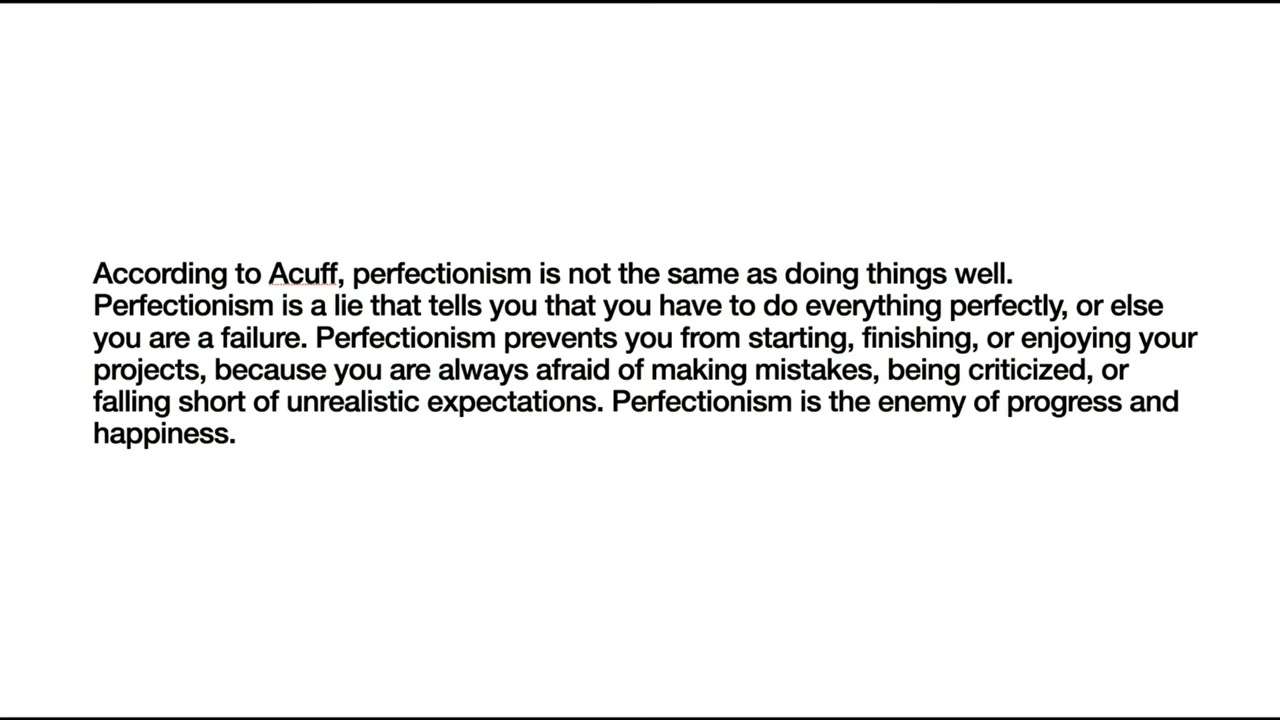 According to Acuff, perfectionism is not the same as doing things well.
Perfectionism is a lie that tells you that you have to do everything perfectly, or else
you are a failure. Perfectionism prevents you from starting, finishing, or enjoying your
projects, because you are always afraid of making mistakes, being criticized, or
falling short of unrealistic expectations. Perfectionism is the enemy of progress and
happiness.